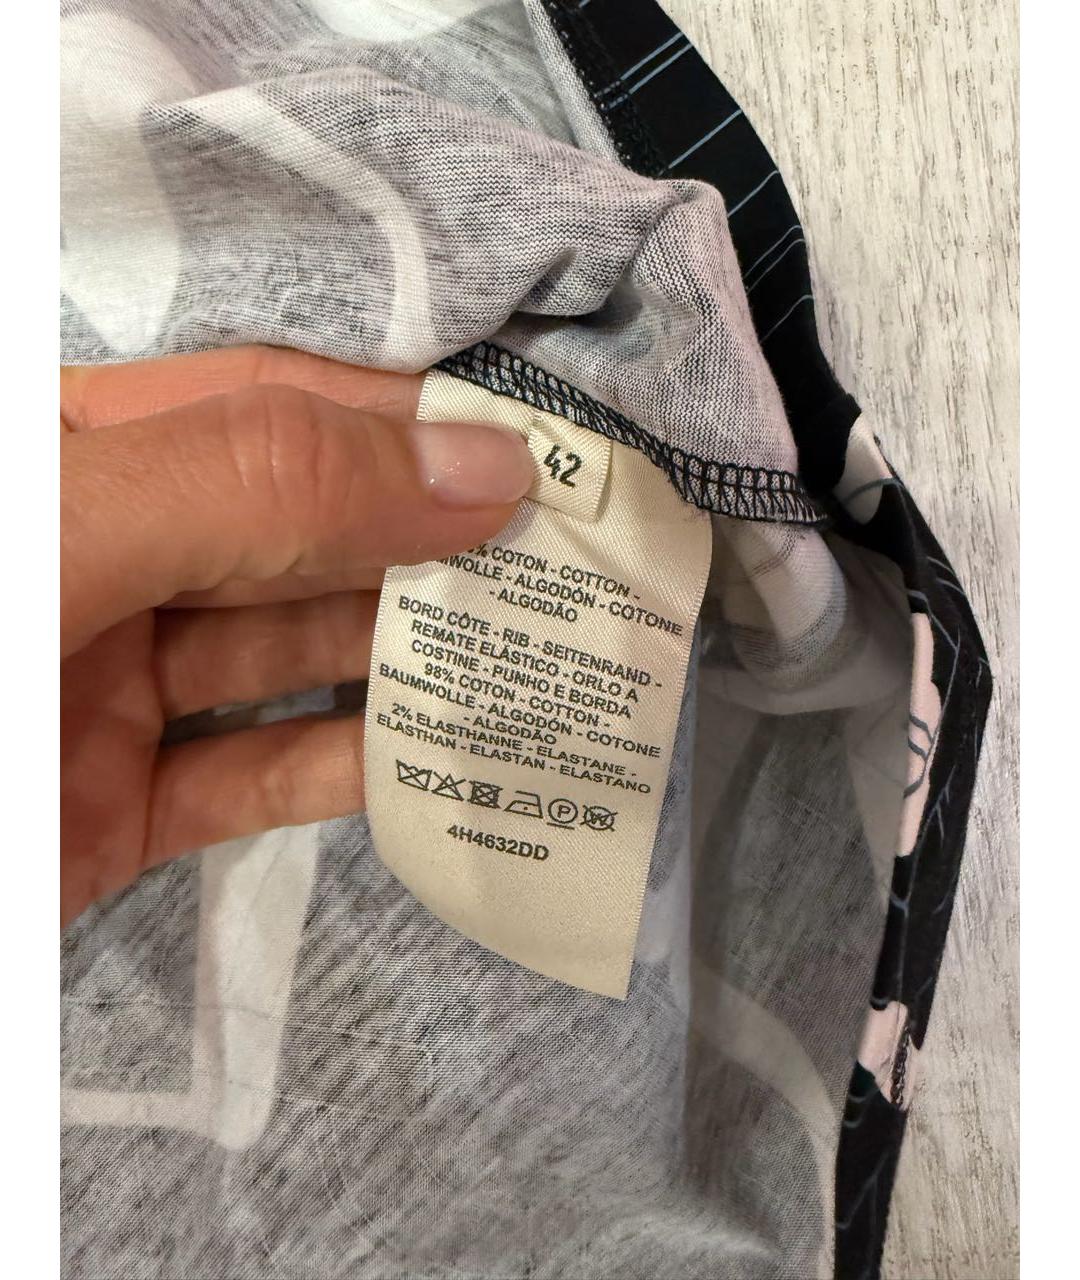 42
% COTON - COTTON -
WOLLE - ALGODÓN - COTONE
- ALGODÃO
BORD CÔTE - RIB - SEITENRAND -
REMATE ELÁSTICO - ORLO A
COSTINE - PUNHO E BORDA
98% COTON - COTTON -
BAUMWOLLE - ALGODÓN - COTONE
- ALGODÃO
2% ELASTHANNE - ELASTANE -
ELASTHAN - ELASTAN - ELASTANO
P W
4H4632DD